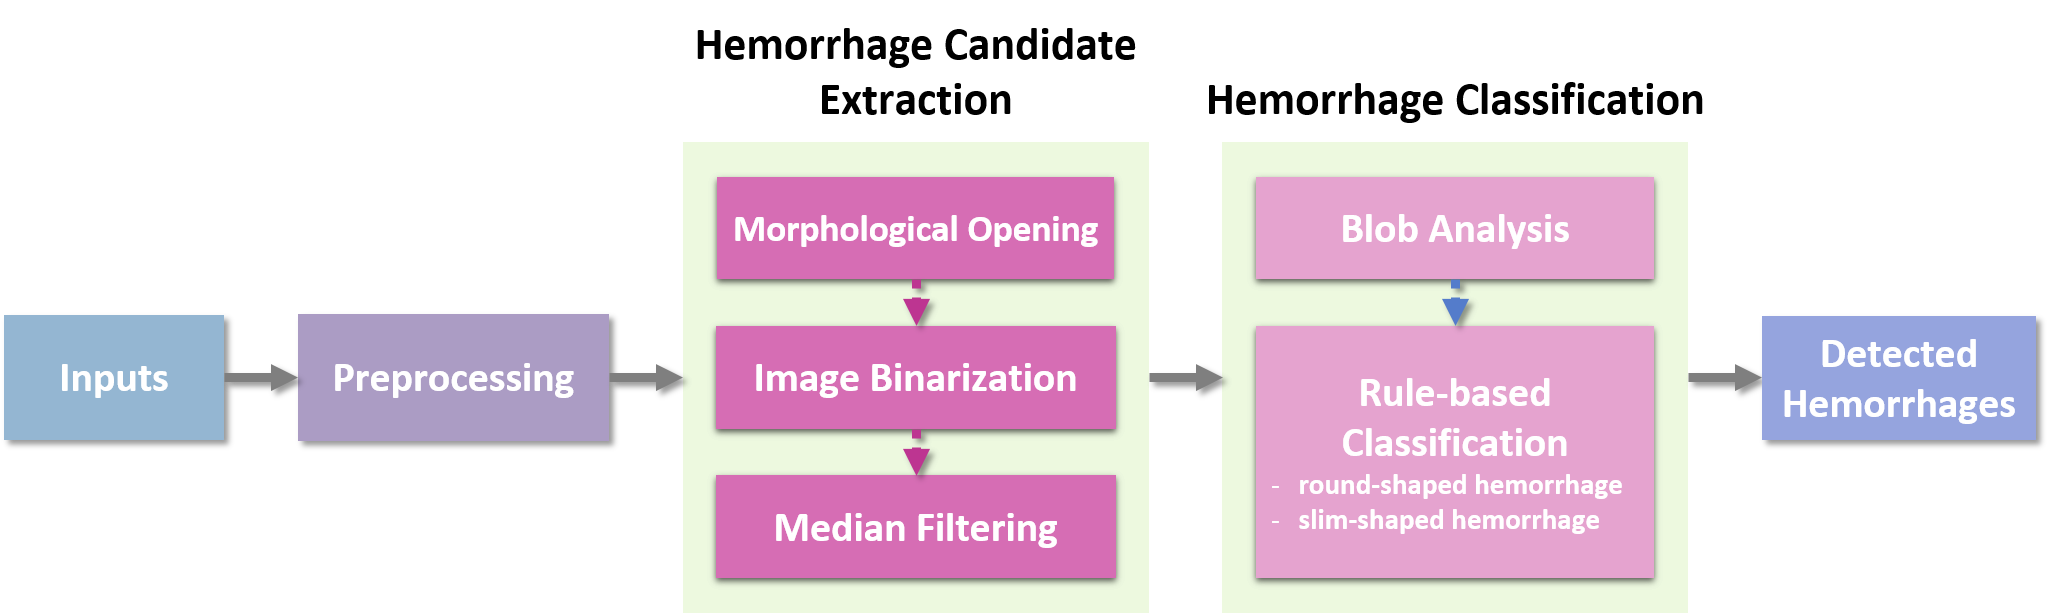 Hemorrhage Candidate
Extraction
Hemorrhage Classification
Inputs
Preprocessing
Morphological Opening
Image Binarization
Median Filtering
Blob Analysis
Rule-based
Classification
- round-shaped hemorrhage
- slim-shaped hemorrhage
Detected
Hemorrhages